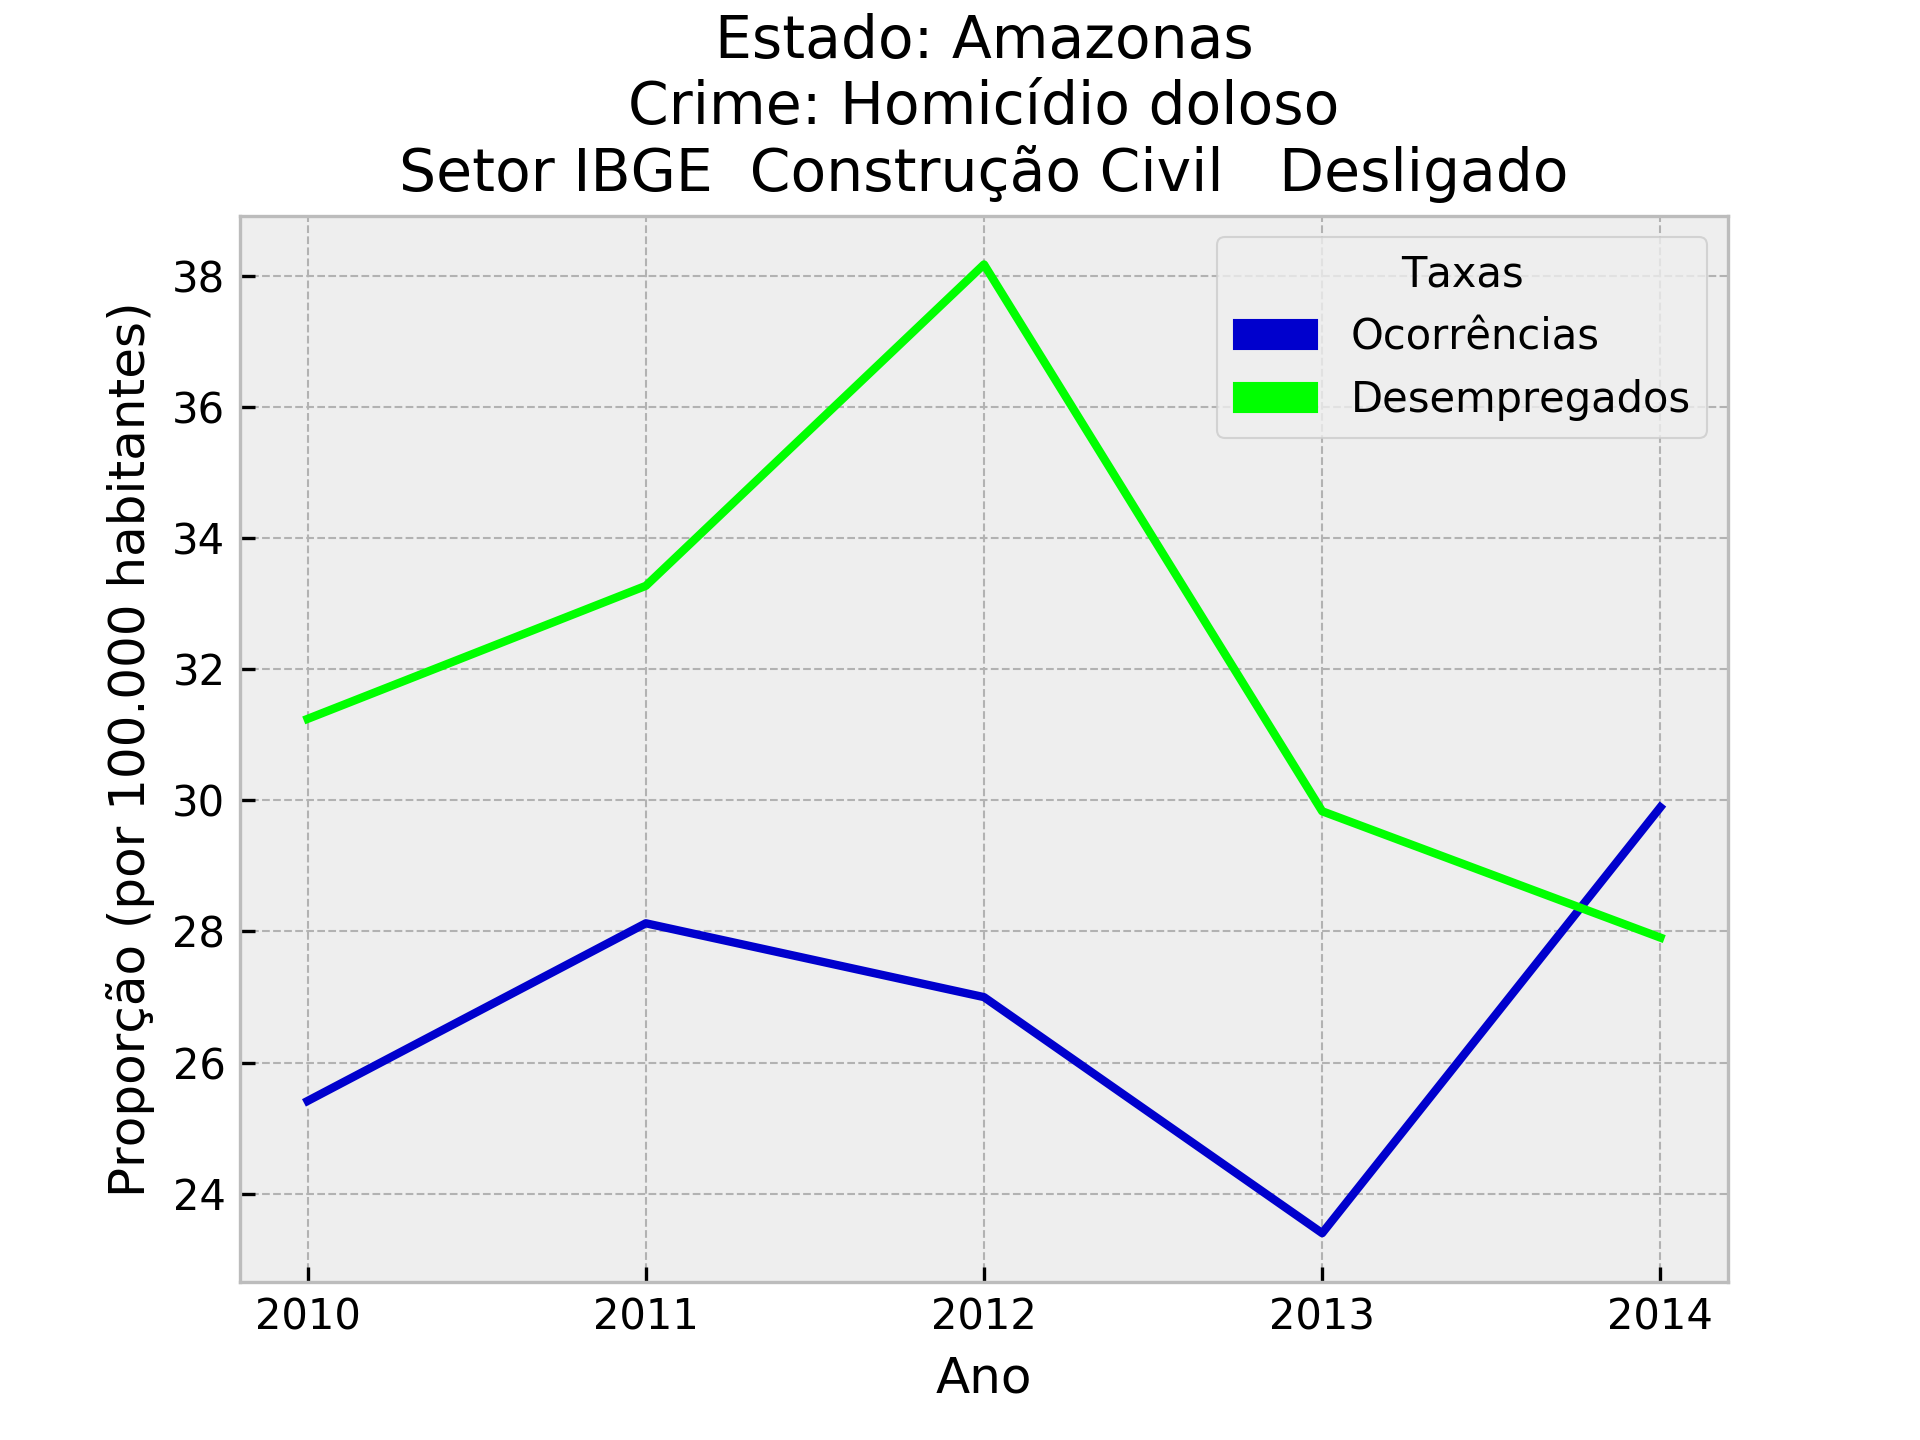 Estado: Amazonas
Crime: Homicídio doloso
Setor IBGE  Construção Civil   Desligado
Proporção (por 100.000 habitantes)
38
36
34
32
30
28
26
24
Taxas
Ocorrências
Desempregados
2010 2011 2012 2013 2014
Ano